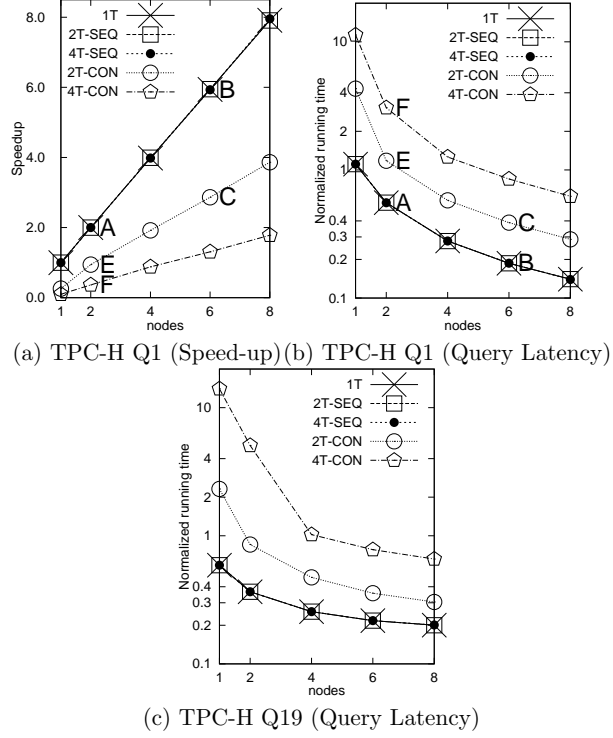 1T
2T-SEQ
4T-SEQ
2T-CON
4T-CON
Speedup
8.0
6.0
4.0
2.0
0.0
A
B
C
E
F
1 2 4 6 8
nodes
(a) TPC-H Q1 (Speed-up)
1T
2T-SEQ
4T-SEQ
2T-CON
4T-CON
Normalized running time
10
4
2
1
0.4
0.3
0.2
0.1
F
E
A
C
B
1 2 4 6 8
nodes
(b) TPC-H Q1 (Query Latency)
1T
2T-SEQ
4T-SEQ
2T-CON
4T-CON
Normalized running time
10
4
2
1
0.4
0.3
0.2
0.1
1 2 4 6 8
nodes
(c) TPC-H Q19 (Query Latency)